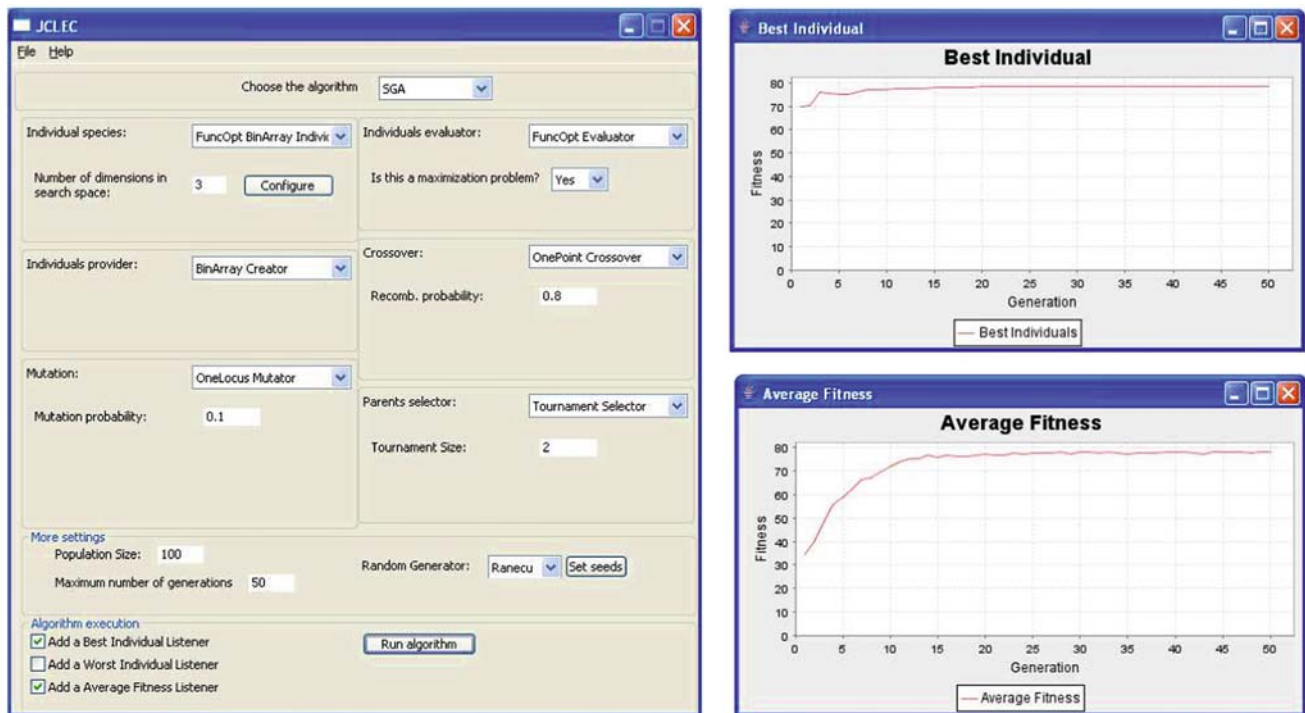 JCLEC
File Help
Choose the algorithm SGA
Individual species: FuncOpt BinArray Indivi
Number of dimensions in
search space: 3 Configure
Individuals evaluator: FuncOpt Evaluator
Is this a maximization problem? Yes
Individuals provider: BinArray Creator
Crossover: OnePoint Crossover
Recomb. probability: 0.8
Mutation: OneLocus Mutator
Mutation probability: 0.1
Parents selector: Tournament Selector
Tournament Size: 2
More settings
Population Size: 100
Maximum number of generations 50
Random Generator: Ranecu Set seeds
Algorithm execution
Add a Best Individual Listener
Add a Worst Individual Listener
Add a Average Fitness Listener
Run algorithm
Best Individual
Best Individual
80
70
60
50
40
30
20
10
0
Fitness
0 5 10 15 20 25 30 35 40 45 50
Generation
Best Individuals
Average Fitness
Average Fitness
80
70
60
50
40
30
20
10
0
Fitness
0 5 10 15 20 25 30 35 40 45 50
Generation
Average Fitness